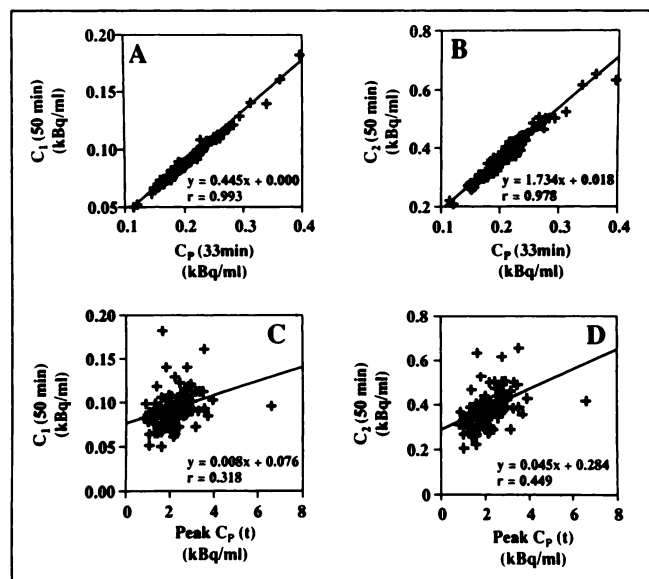 A
0.20
0.15
0.10
0.05
0.1
0.2
0.3
0.4
C₁ (50 min)
(kBq/ml)
y = 0.445x + 0.000
r = 0.993
C_P (33min)
(kBq/ml)
B
0.8
0.6
0.4
0.2
0.1
0.2
0.3
0.4
C₂ (50 min)
(kBq/ml)
y = 1.734x + 0.018
r = 0.978
C_P (33min)
(kBq/ml)
C
0.20
0.15
0.10
0.05
0.00
0
2
4
6
8
C₁ (50 min)
(kBq/ml)
y = 0.008x + 0.076
r = 0.318
Peak C_P (t)
(kBq/ml)
D
0.8
0.6
0.4
0.2
0
0
2
4
6
8
C₂ (50 min)
(kBq/ml)
y = 0.045x + 0.284
r = 0.449
Peak C_P (t)
(kBq/ml)